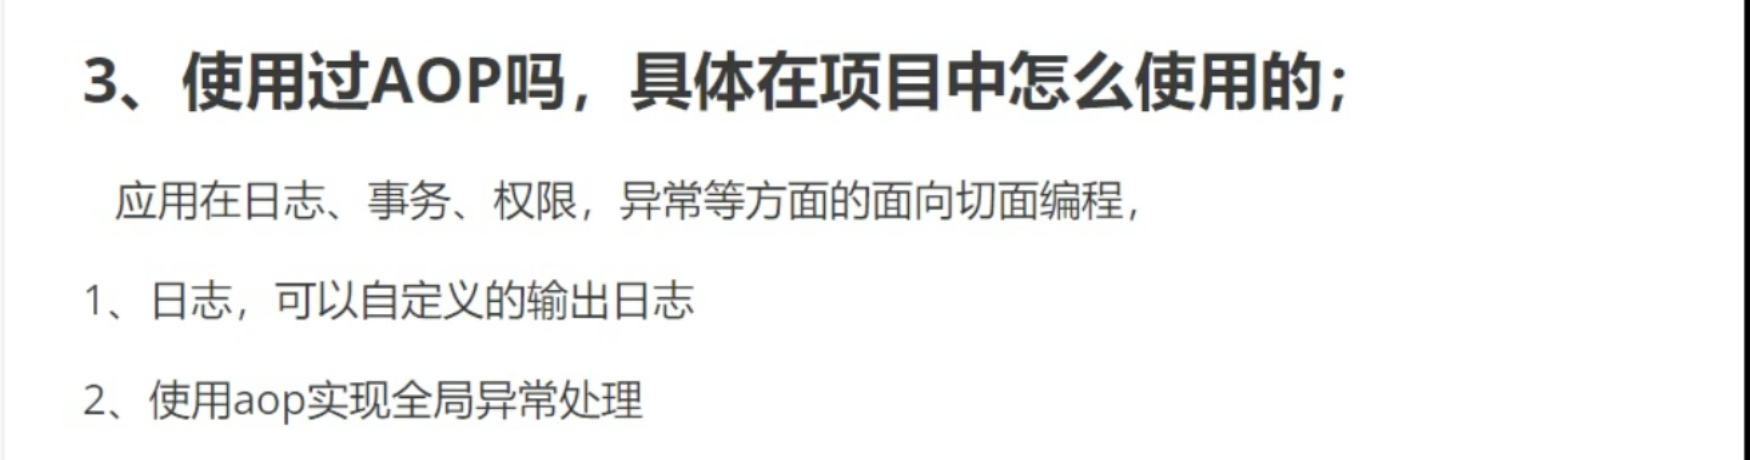 3、使用过AOP吗，具体在项目中怎么使用的；
应用在日志、事务、权限，异常等方面的面向切面编程，
1、日志，可以自定义的输出日志
2、使用aop实现全局异常处理